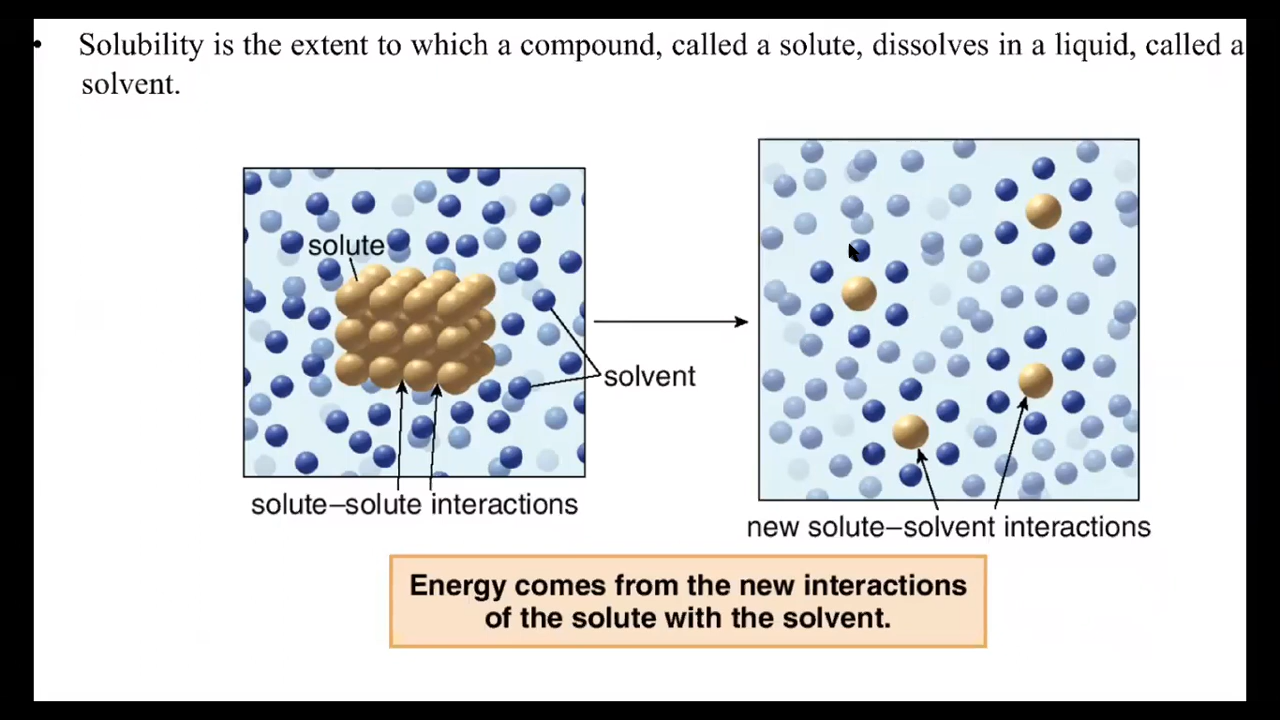 • Solubility is the extent to which a compound, called a solute, dissolves in a liquid, called a
solvent.
solute
solvent
solute–solute interactions
new solute–solvent interactions
Energy comes from the new interactions
of the solute with the solvent.